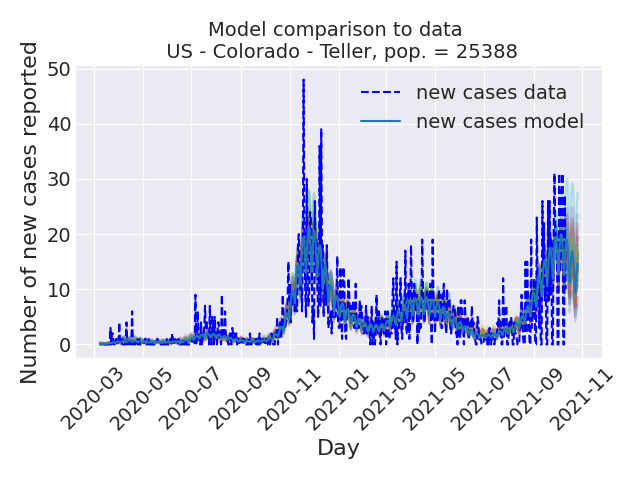 Model comparison to data
US - Colorado - Teller, pop. = 25388
Number of new cases reported
50
40
30
20
10
0
new cases data
new cases model
2020-03
2020-05
2020-07
2020-09
2020-11
2021-01
2021-03
2021-05
2021-07
2021-09
2021-11
Day